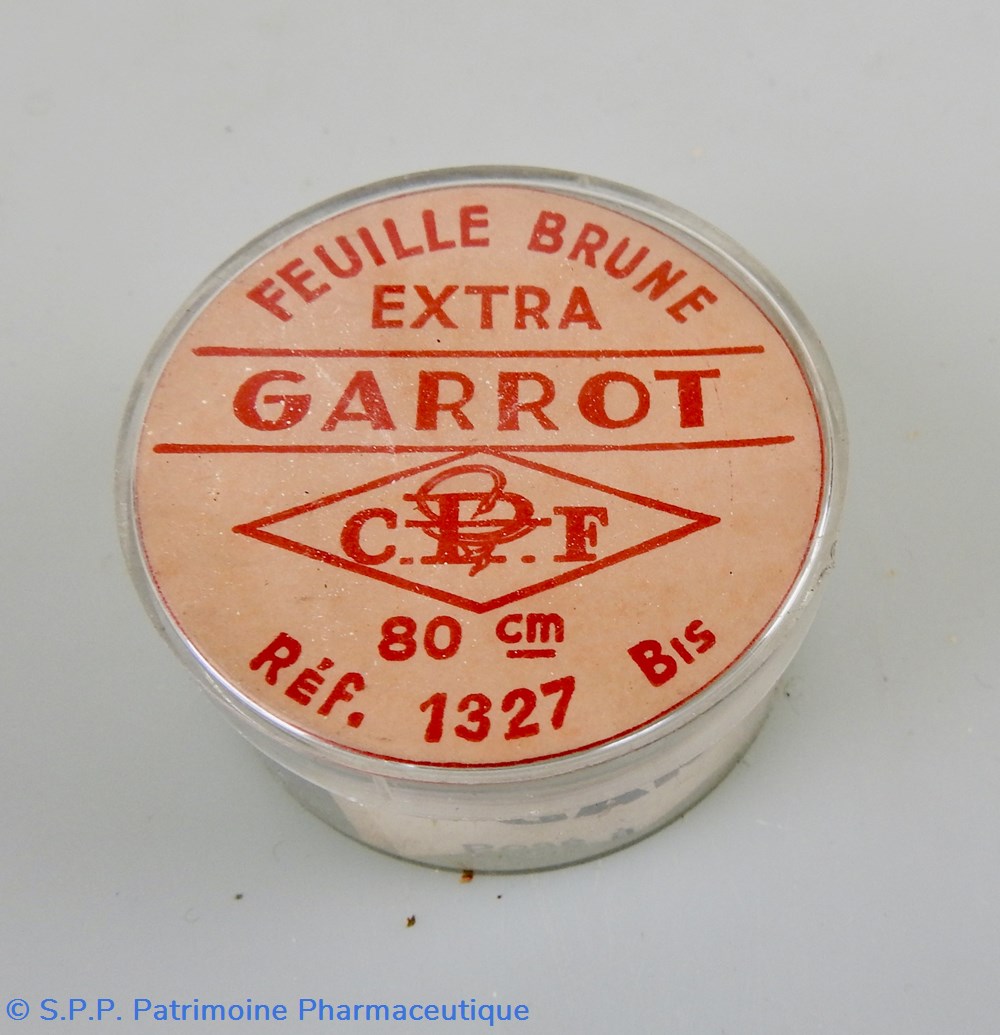 FEUILLE BRUNE
EXTRA
GARROT
C.P.F
80 cm
Réf. 1327 Bis
© S.P.P. Patrimoine Pharmaceutique